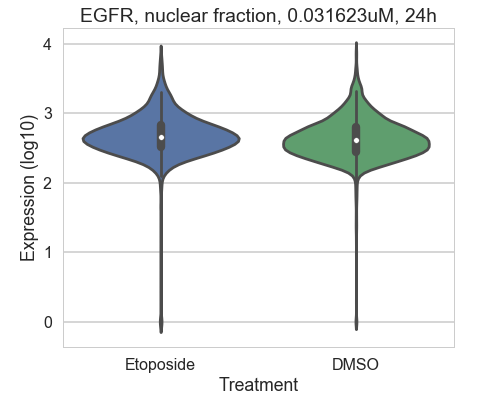 EGFR, nuclear fraction, 0.031623uM, 24h
Expression (log10)
4
3
2
1
0
Etoposide DMSO
Treatment